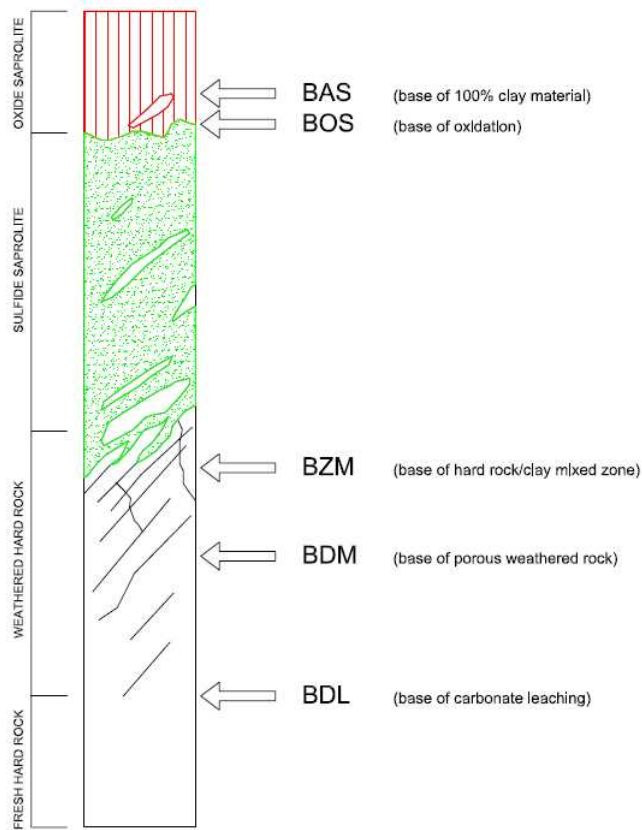 OXIDE SAPROLITE
BAS (base of 100% clay material)
BOS (base of oxidation)
SULFIDE SAPROLITE
WEATHERED HARD ROCK
BZM (base of hard rock/clay mixed zone)
BDM (base of porous weathered rock)
BDL (base of carbonate leaching)
FRESH HARD ROCK